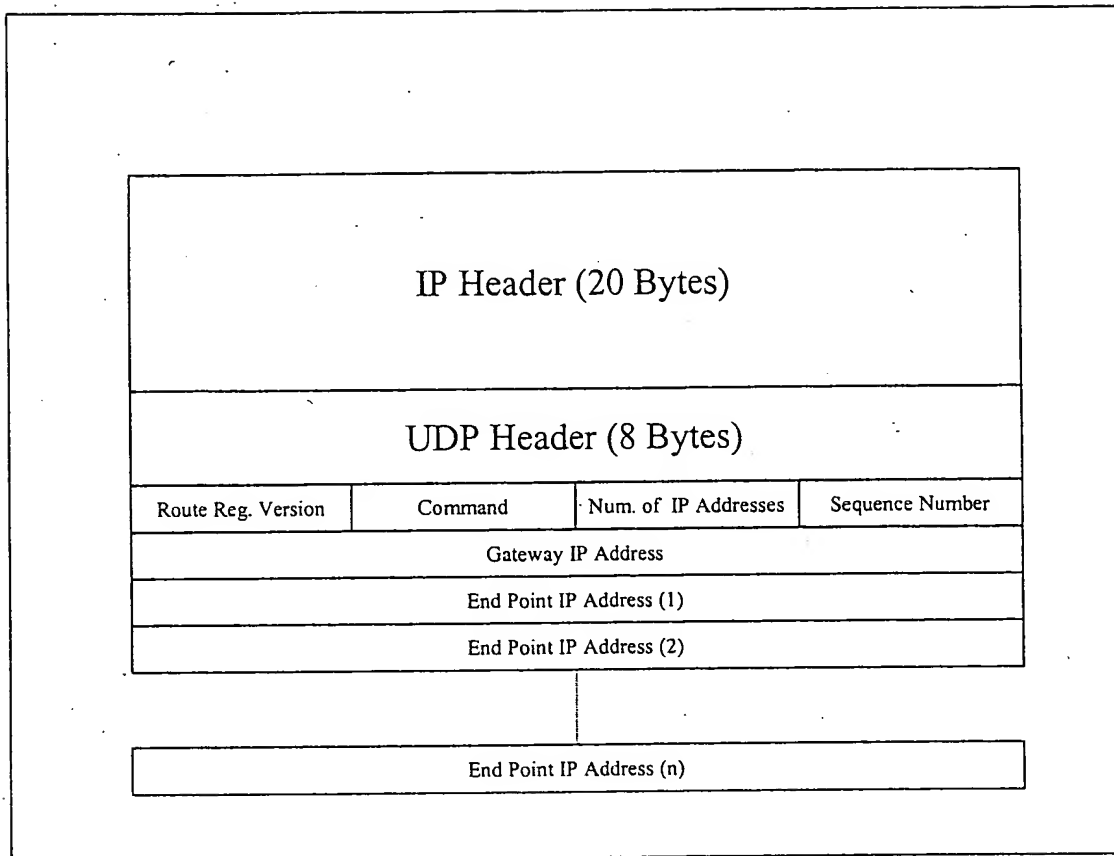 IP Header (20 Bytes)
UDP Header (8 Bytes)
Route Reg. Version
Command
Num. of IP Addresses
Sequence Number
Gateway IP Address
End Point IP Address (1)
End Point IP Address (2)
End Point IP Address (n)